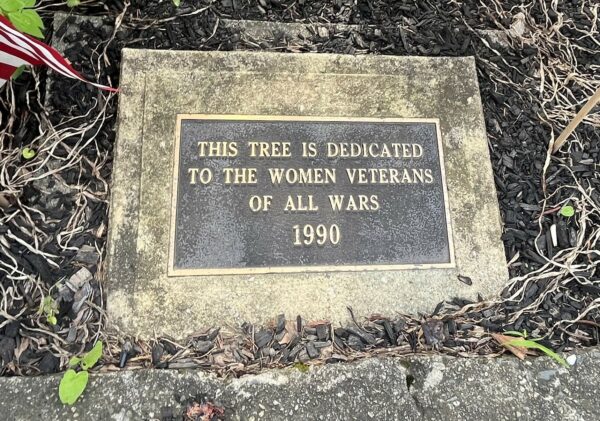 THIS TREE IS DEDICATED
TO THE WOMEN VETERANS
OF ALL WARS
1990